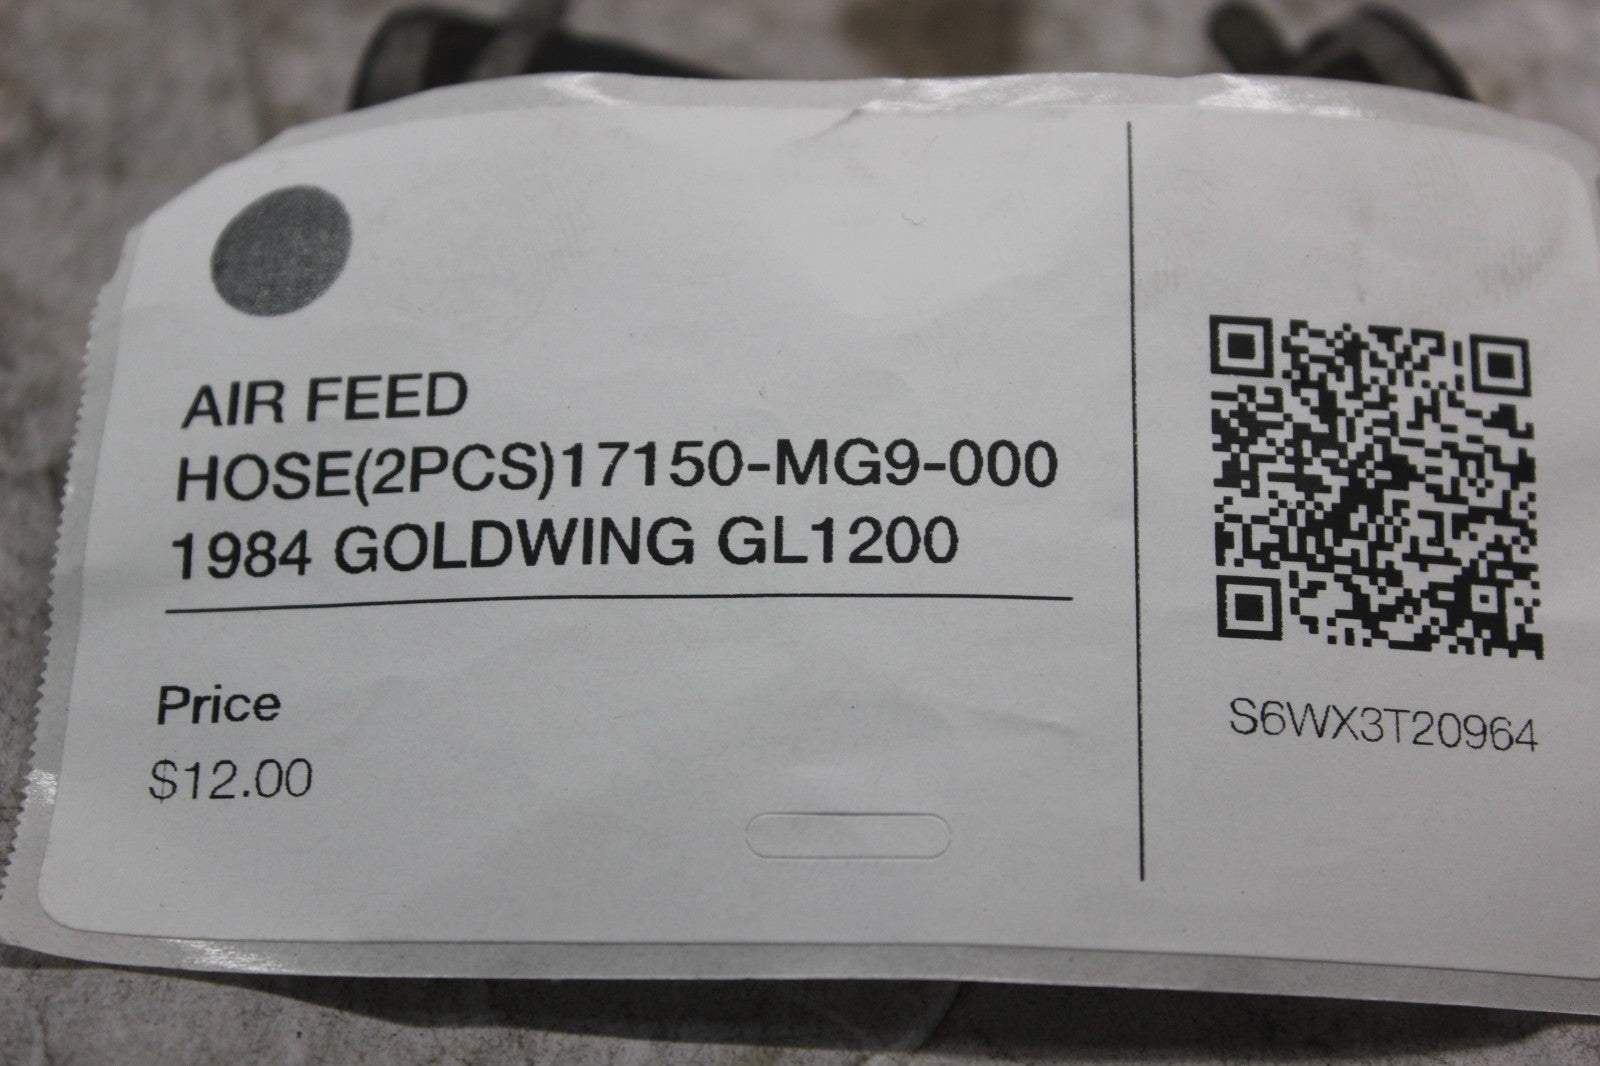 AIR FEED
HOSE(2PCS)17150-MG9-000
1984 GOLDWING GL1200
Price
$12.00
S6WX3T20964